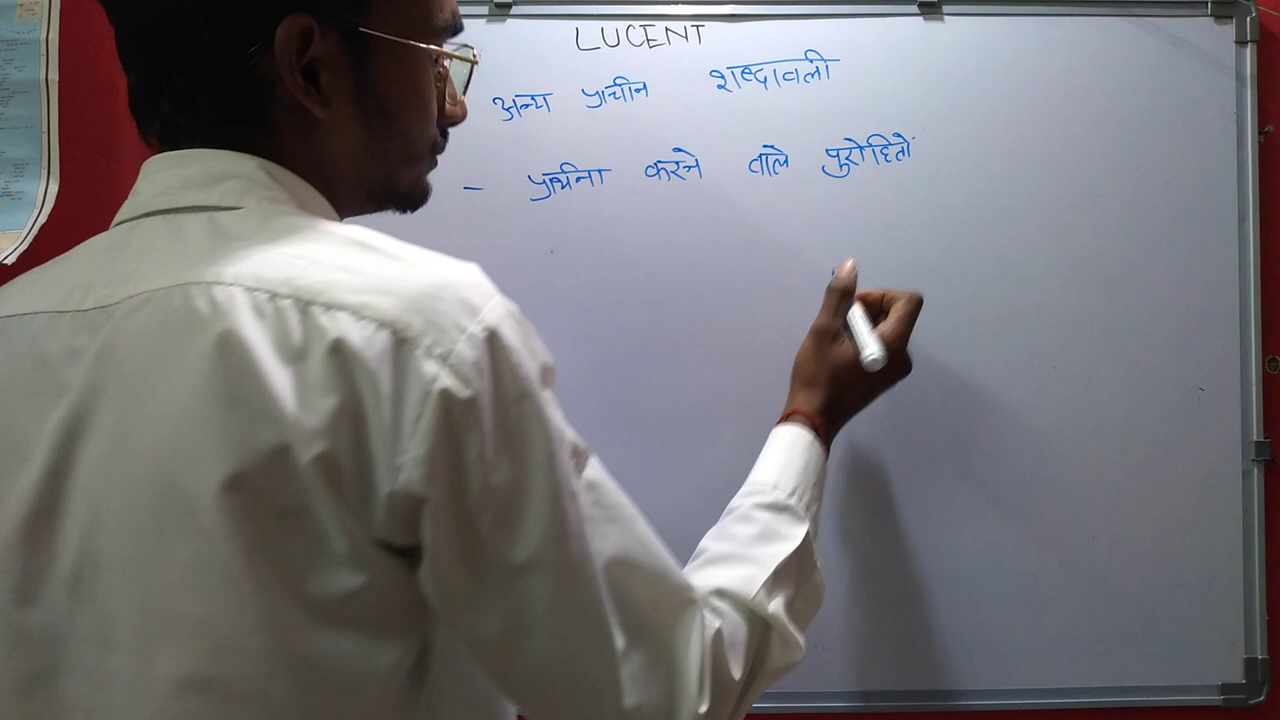 LUCENT
अन्य प्राचीन शब्दावली
- प्रार्थना करने वाले पुरोहितों